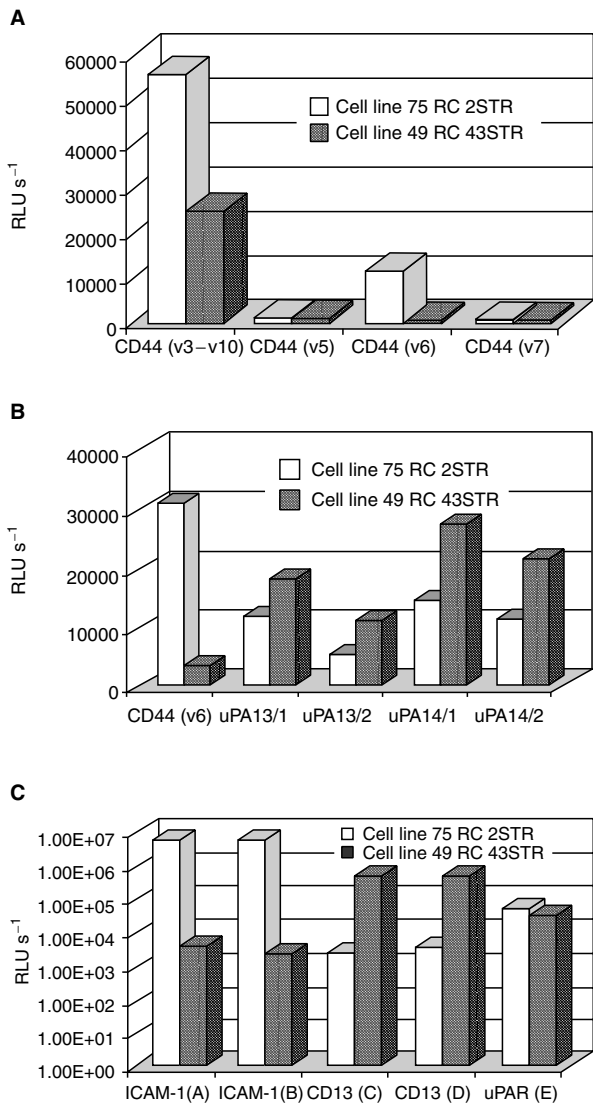 A
60000
50000
40000
30000
20000
10000
0
RLU s⁻¹
Cell line 75 RC 2STR
Cell line 49 RC 43STR
CD44 (v3–v10) CD44 (v5) CD44 (v6) CD44 (v7)
B
40000
30000
20000
10000
0
RLU s⁻¹
Cell line 75 RC 2STR
Cell line 49 RC 43STR
CD44 (v6) uPA13/1 uPA13/2 uPA14/1 uPA14/2
C
1.00E+07
1.00E+06
1.00E+05
1.00E+04
1.00E+03
1.00E+02
1.00E+01
1.00E+00
RLU s⁻¹
Cell line 75 RC 2STR
Cell line 49 RC 43STR
ICAM-1(A) ICAM-1(B) CD13 (C) CD13 (D) uPAR (E)